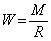 W = M/R